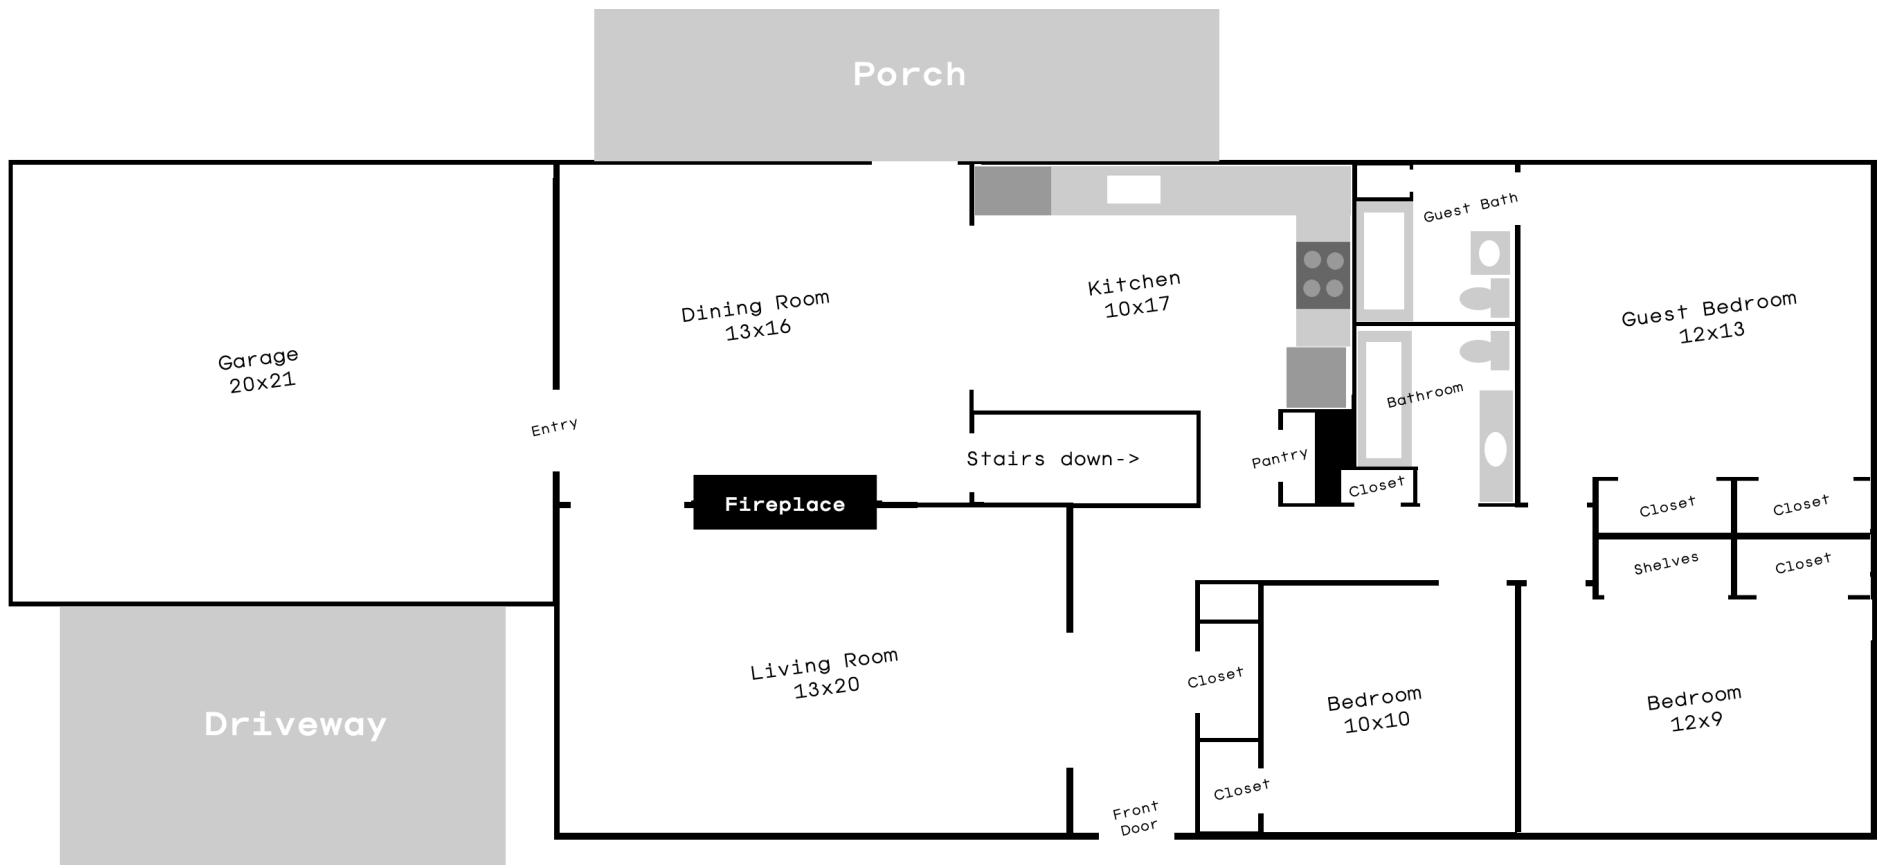 Porch
Guest Bath
Kitchen
10x17
Dining Room
13x16
Guest Bedroom
12x13
Garage
20x21
Bathroom
Entry
Stairs down->
Pantry
Closet
Fireplace
Closet
Closet
Shelves
Closet
Living Room
13x20
Closet
Bedroom
10x10
Bedroom
12x9
Driveway
Closet
Front
Door